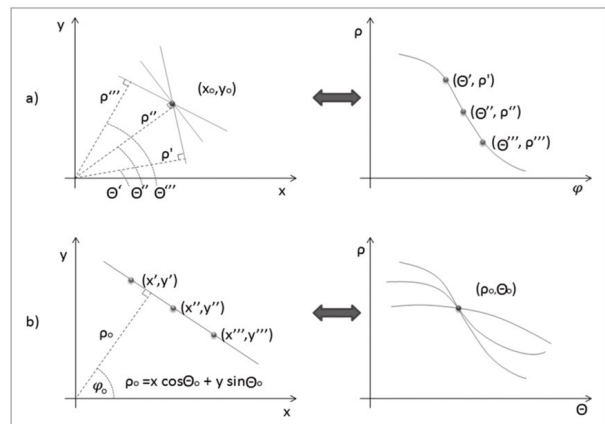 a)
y
ρ'''
ρ''
ρ'
(x₀,y₀)
Θ' Θ'' Θ'''
x
ρ
(Θ', ρ')
(Θ'', ρ'')
(Θ''', ρ''')
φ
b)
y
(x',y')
(x'',y'')
(x''',y''')
ρ₀
φ₀
ρ₀ =x cosΘ₀ + y sinΘ₀
x
ρ
(ρ₀,Θ₀)
Θ